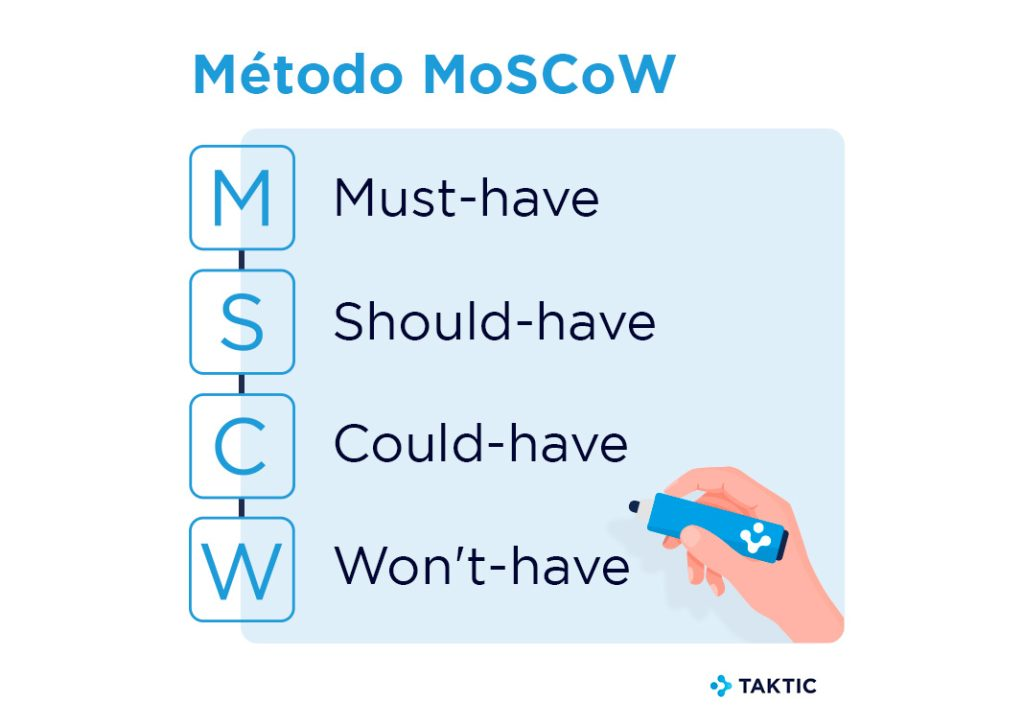 Método MoSCoW
M Must-have
S Should-have
C Could-have
W Won't-have
TAKTIC